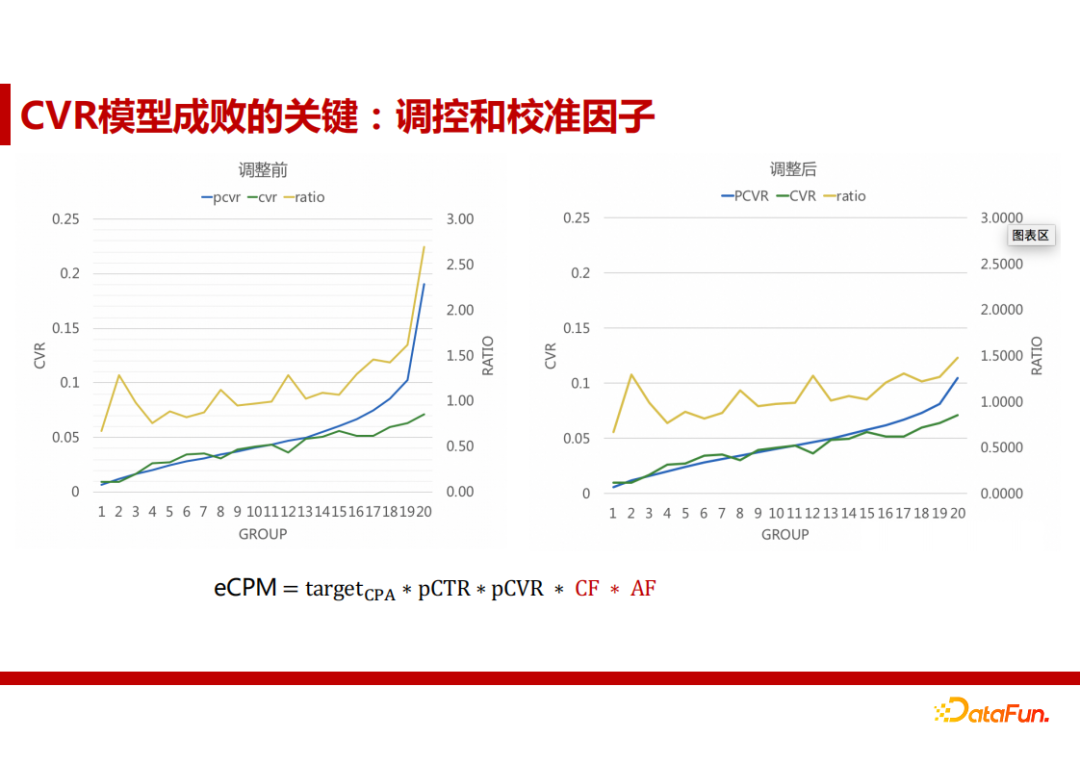 CVR模型成败的关键：调控和校准因子
调整前
pcvr cvr ratio
0.25
0.2
0.15
0.1
0.05
0
CVR
3.00
2.50
2.00
1.50
1.00
0.50
0.00
RATIO
1 2 3 4 5 6 7 8 9 10 11 12 13 14 15 16 17 18 19 20
GROUP
调整后
PCVR CVR ratio
0.25
0.2
0.15
0.1
0.05
0
CVR
3.0000
图表区
2.5000
2.0000
1.5000
1.0000
0.5000
0.0000
RATIO
1 2 3 4 5 6 7 8 9 10 11 12 13 14 15 16 17 18 19 20
GROUP
eCPM = targetCPA * pCTR * pCVR * CF * AF
DataFun.